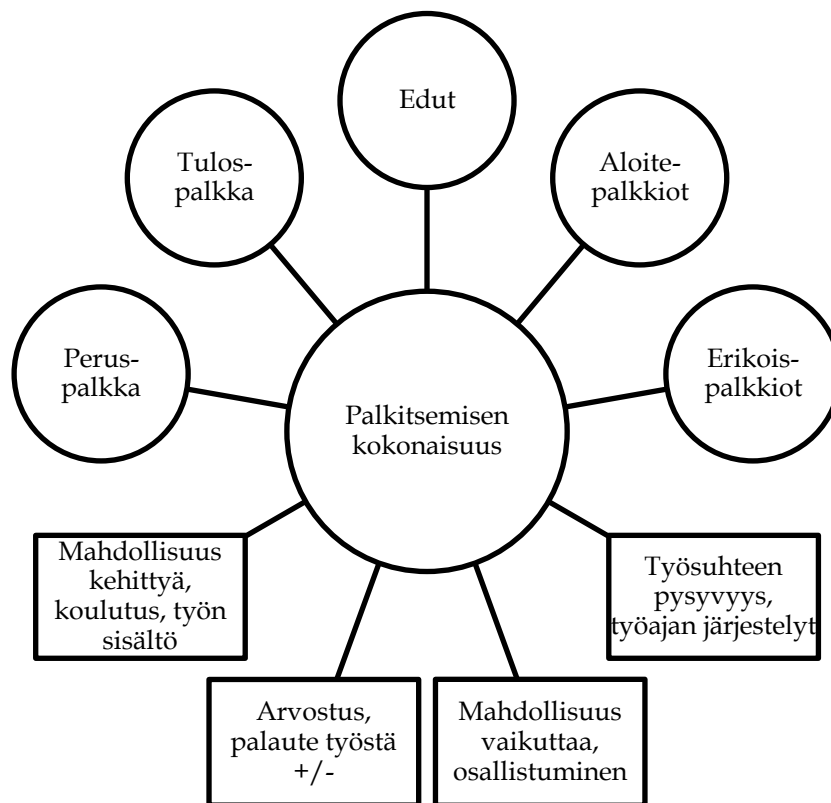 Edut
Tulos-
palkka
Aloite-
palkkiot
Perus-
palkka
Erikois-
palkkiot
Palkitsemisen
kokonaisuus
Mahdollisuus
kehittyä,
koulutus, työn
sisältö
Työsuhteen
pysyvyys,
työajan järjestelyt
Arvostus,
palaute työstä
+/-
Mahdollisuus
vaikuttaa,
osallistuminen